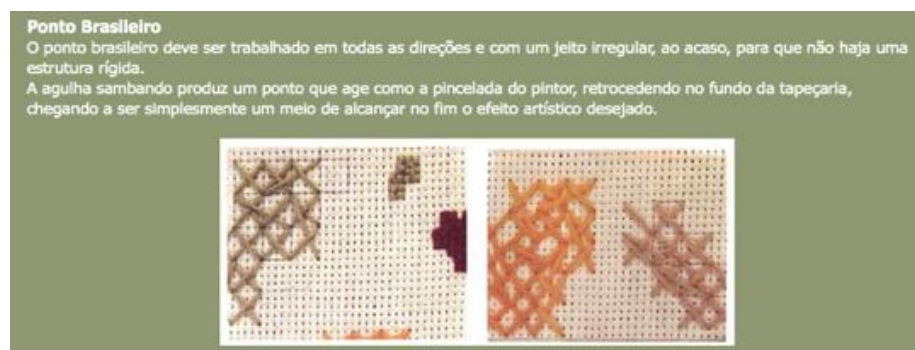 Ponto Brasileiro
O ponto brasileiro deve ser trabalhado em todas as direções e com um jeito irregular, ao acaso, para que não haja uma
estrutura rígida.
A agulha sambando produz um ponto que age como a pincelada do pintor, retrocedendo no fundo da tapeçaria,
chegando a ser simplesmente um meio de alcançar no fim o efeito artístico desejado.